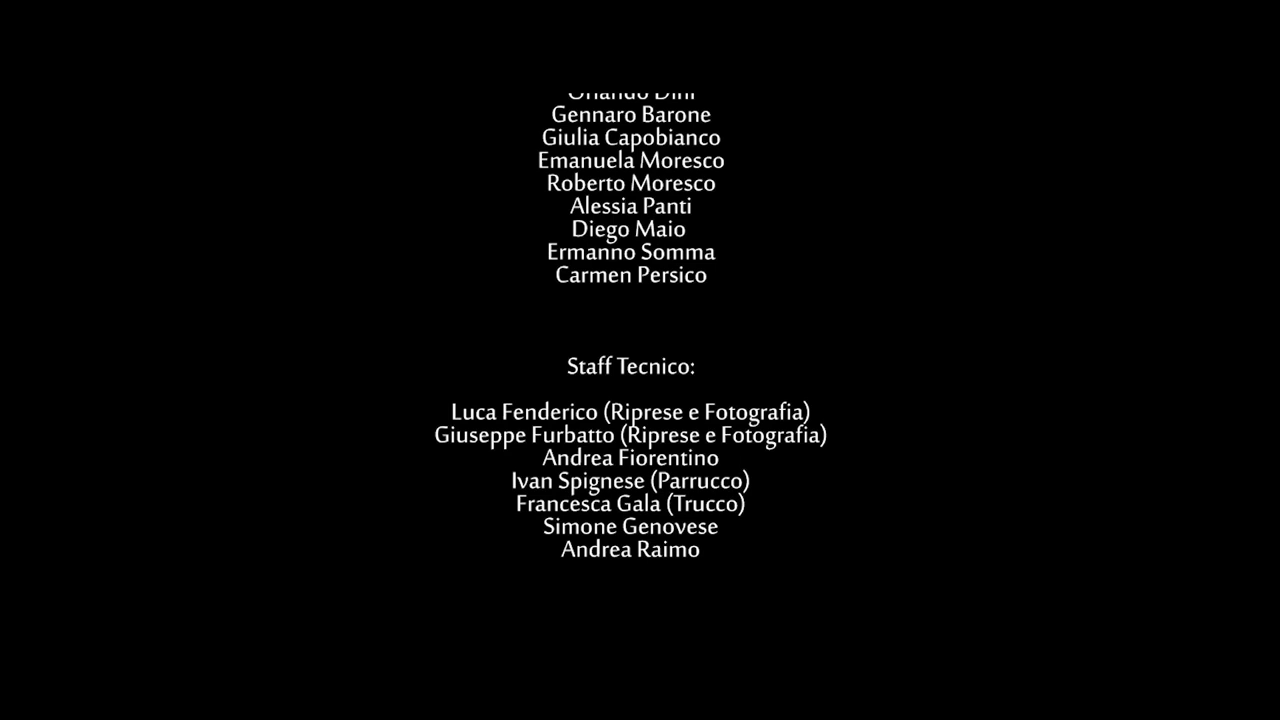 Orlando Dini
Gennaro Barone
Giulia Capobianco
Emanuela Moresco
Roberto Moresco
Alessia Panti
Diego Maio
Ermanno Somma
Carmen Persico
Staff Tecnico:
Luca Fenderico (Riprese e Fotografia)
Giuseppe Furbatto (Riprese e Fotografia)
Andrea Fiorentino
Ivan Spignese (Parrucco)
Francesca Gala (Trucco)
Simone Genovese
Andrea Raimo